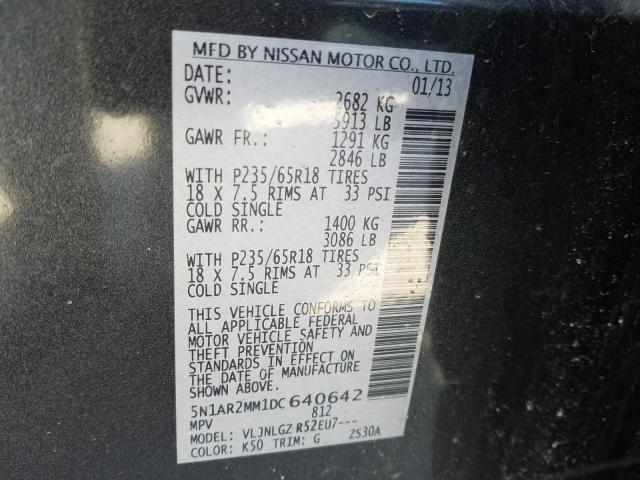 MFD BY NISSAN MOTOR CO., LTD.
DATE: 01/13
GVWR: 2682 KG
5913 LB
GAWR FR.: 1291 KG
2846 LB
WITH P235/65R18 TIRES
18 X 7.5 RIMS AT 33 PSI
COLD SINGLE
GAWR RR.: 1400 KG
3086 LB
WITH P235/65R18 TIRES
18 X 7.5 RIMS AT 33 PSI
COLD SINGLE
THIS VEHICLE CONFORMS TO
ALL APPLICABLE FEDERAL
MOTOR VEHICLE SAFETY AND
THEFT PREVENTION
STANDARDS IN EFFECT ON
THE DATE OF MANUFACTURE
SHOWN ABOVE.
5N1AR2MM1DC640642
MPV 812
MODEL: VLJNLGZ R52EU7---
COLOR: K50 TRIM: G ZS30A